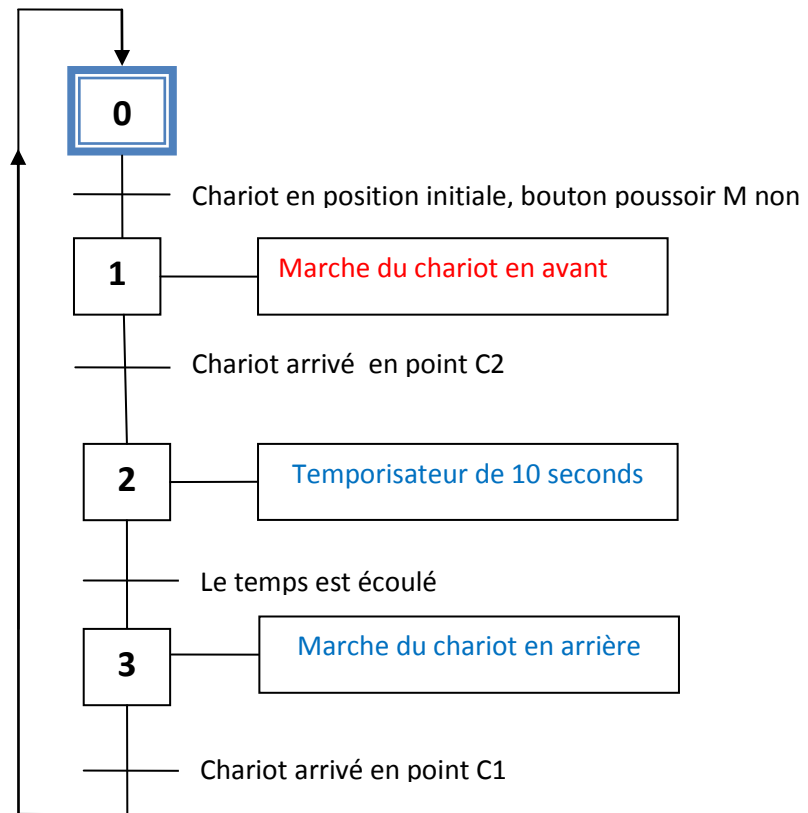 0
Chariot en position initiale, bouton poussoir M non
1
Marche du chariot en avant
Chariot arrivé en point C2
2
Temporisateur de 10 seconds
Le temps est écoulé
3
Marche du chariot en arrière
Chariot arrivé en point C1